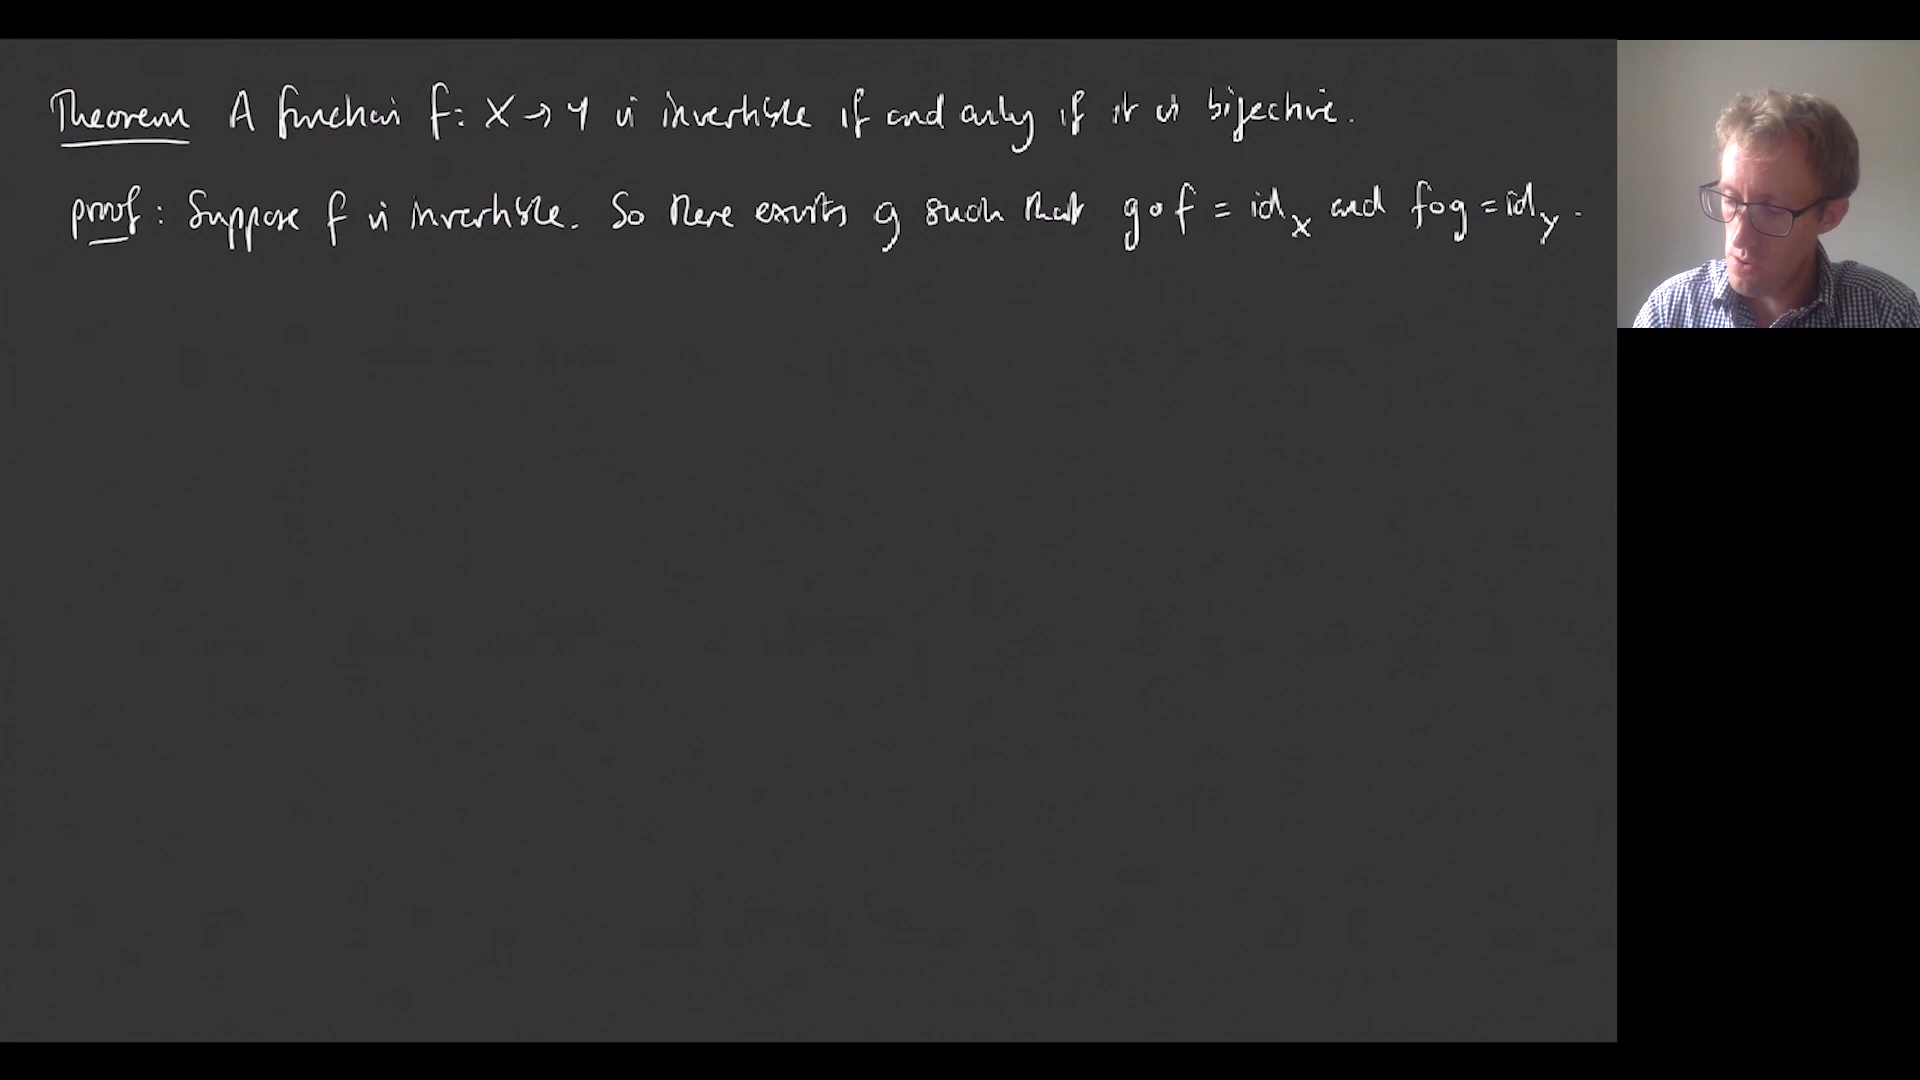 Theorem A function f: X → Y is invertible if and only if it is bijective.
proof: Suppose f is invertible. So there exists g such that g∘f = id_X and f∘g = id_Y.